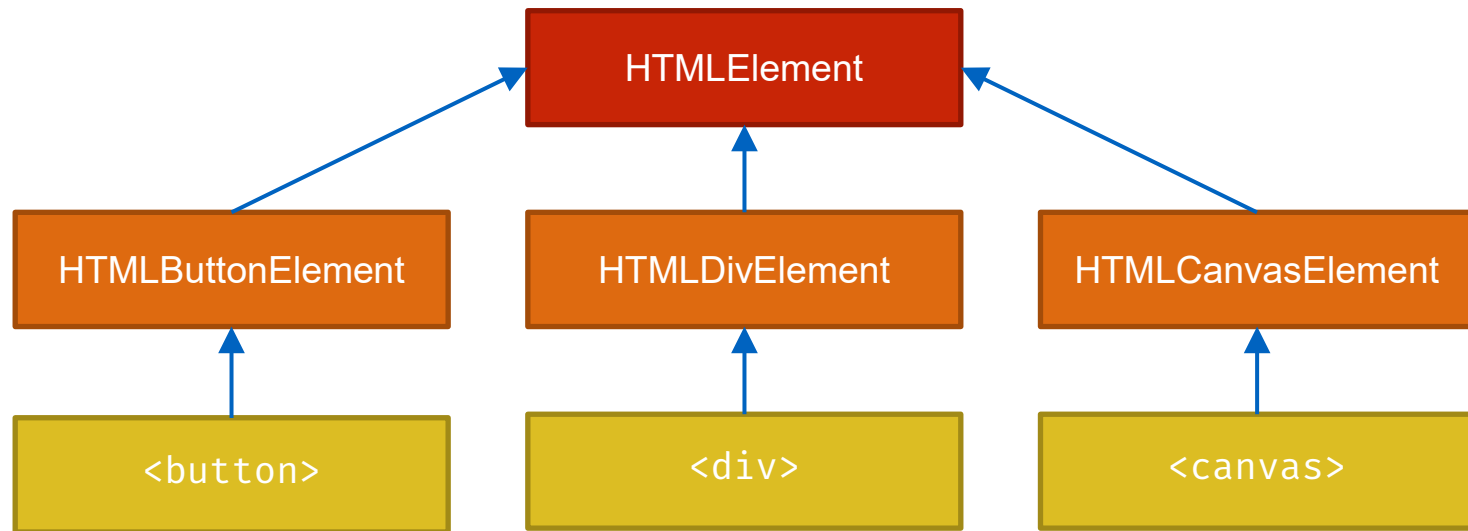 HTMLElement
HTMLButtonElement
HTMLDivElement
HTMLCanvasElement
<button>
<div>
<canvas>